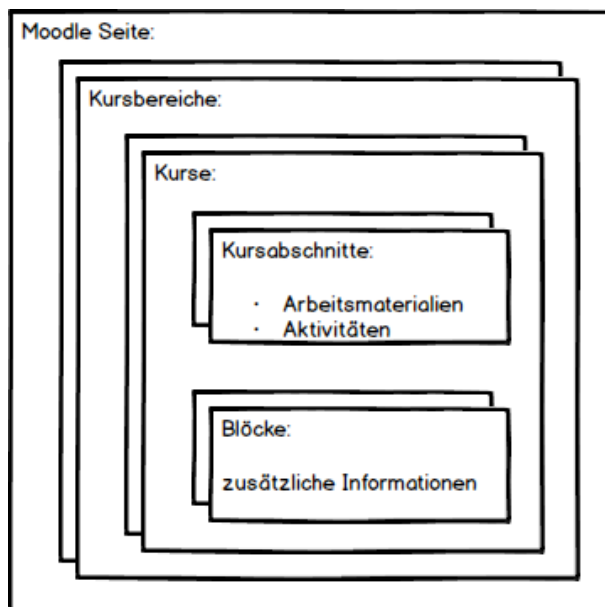 Moodle Seite:
Kursbereiche:
Kurse:
Kursabschnitte:
· Arbeitsmaterialien
· Aktivitäten
Blöcke:
zusätzliche Informationen